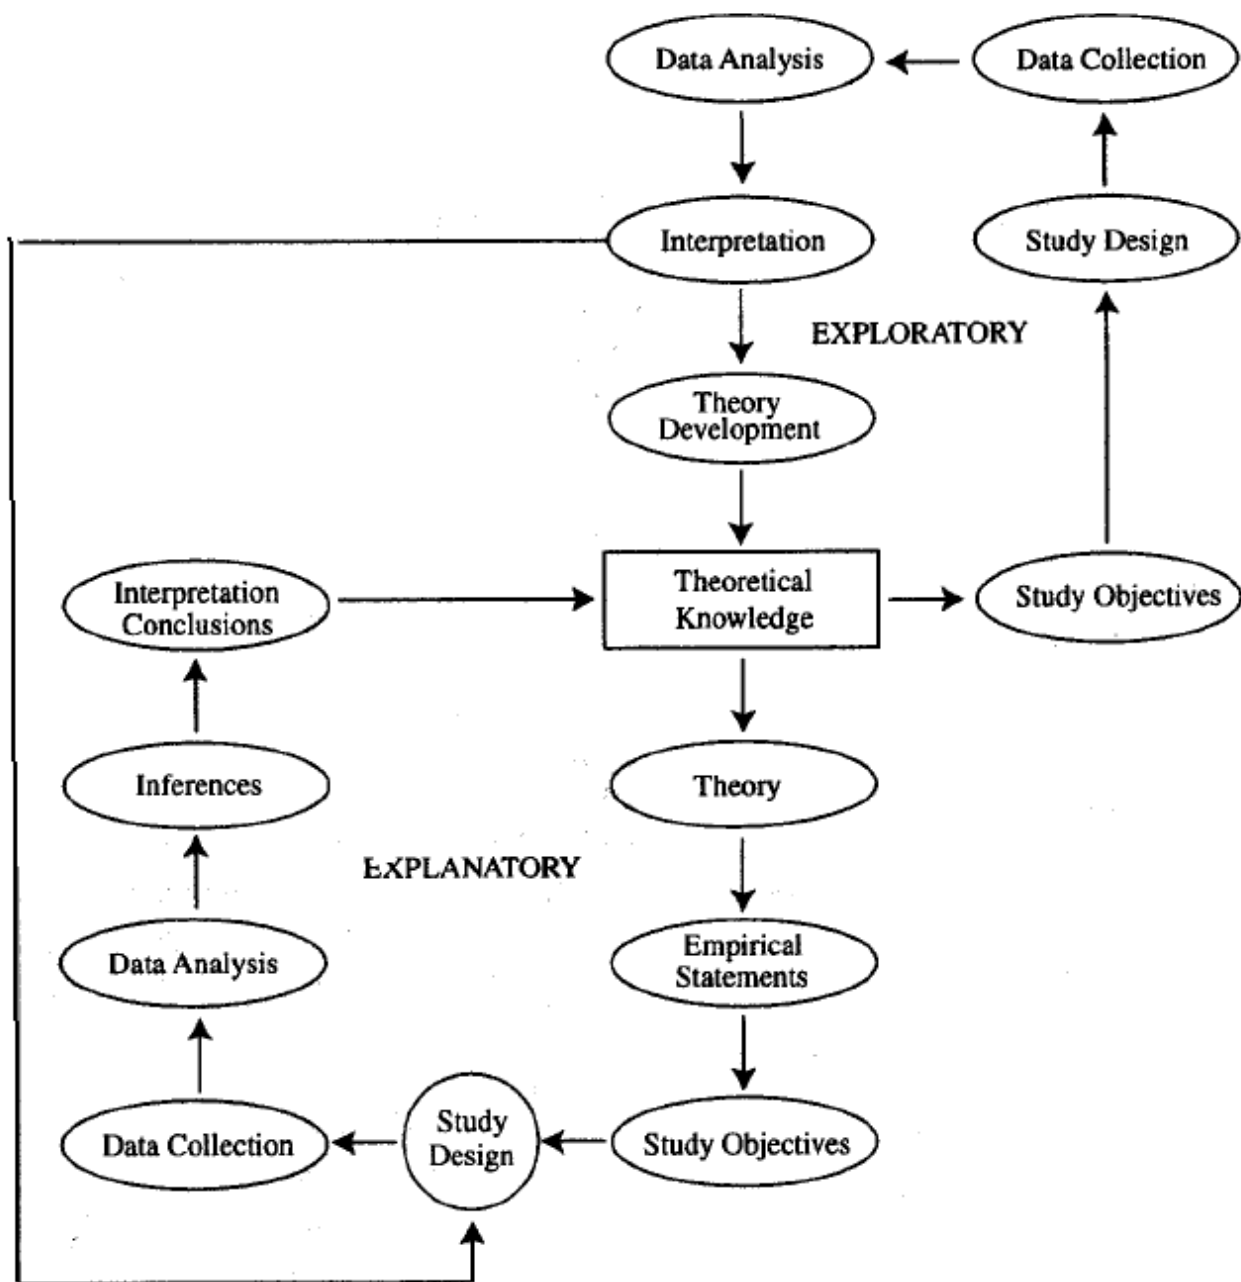 Data Analysis
Data Collection
Interpretation
Study Design
EXPLORATORY
Theory
Development
Interpretation
Conclusions
Theoretical
Knowledge
Study Objectives
Inferences
Theory
EXPLANATORY
Data Analysis
Empirical
Statements
Data Collection
Study
Design
Study Objectives